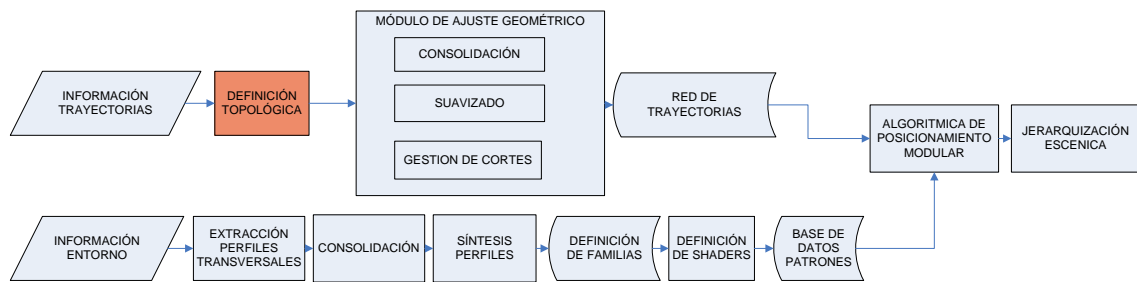 MÓDULO DE AJUSTE GEOMÉTRICO
CONSOLIDACIÓN
SUAVIZADO
GESTION DE CORTES
INFORMACIÓN
TRAYECTORIAS
DEFINICIÓN
TOPOLÓGICA
RED DE
TRAYECTORIAS
ALGORITMICA DE
POSICIONAMIENTO
MODULAR
JERARQUIZACIÓN
ESCENICA
INFORMACIÓN
ENTORNO
EXTRACCIÓN
PERFILES
TRANSVERSALES
CONSOLIDACIÓN
SÍNTESIS
PERFILES
DEFINICIÓN
DE FAMILIAS
DEFINICIÓN
DE SHADERS
BASE DE
DATOS
PATRONES